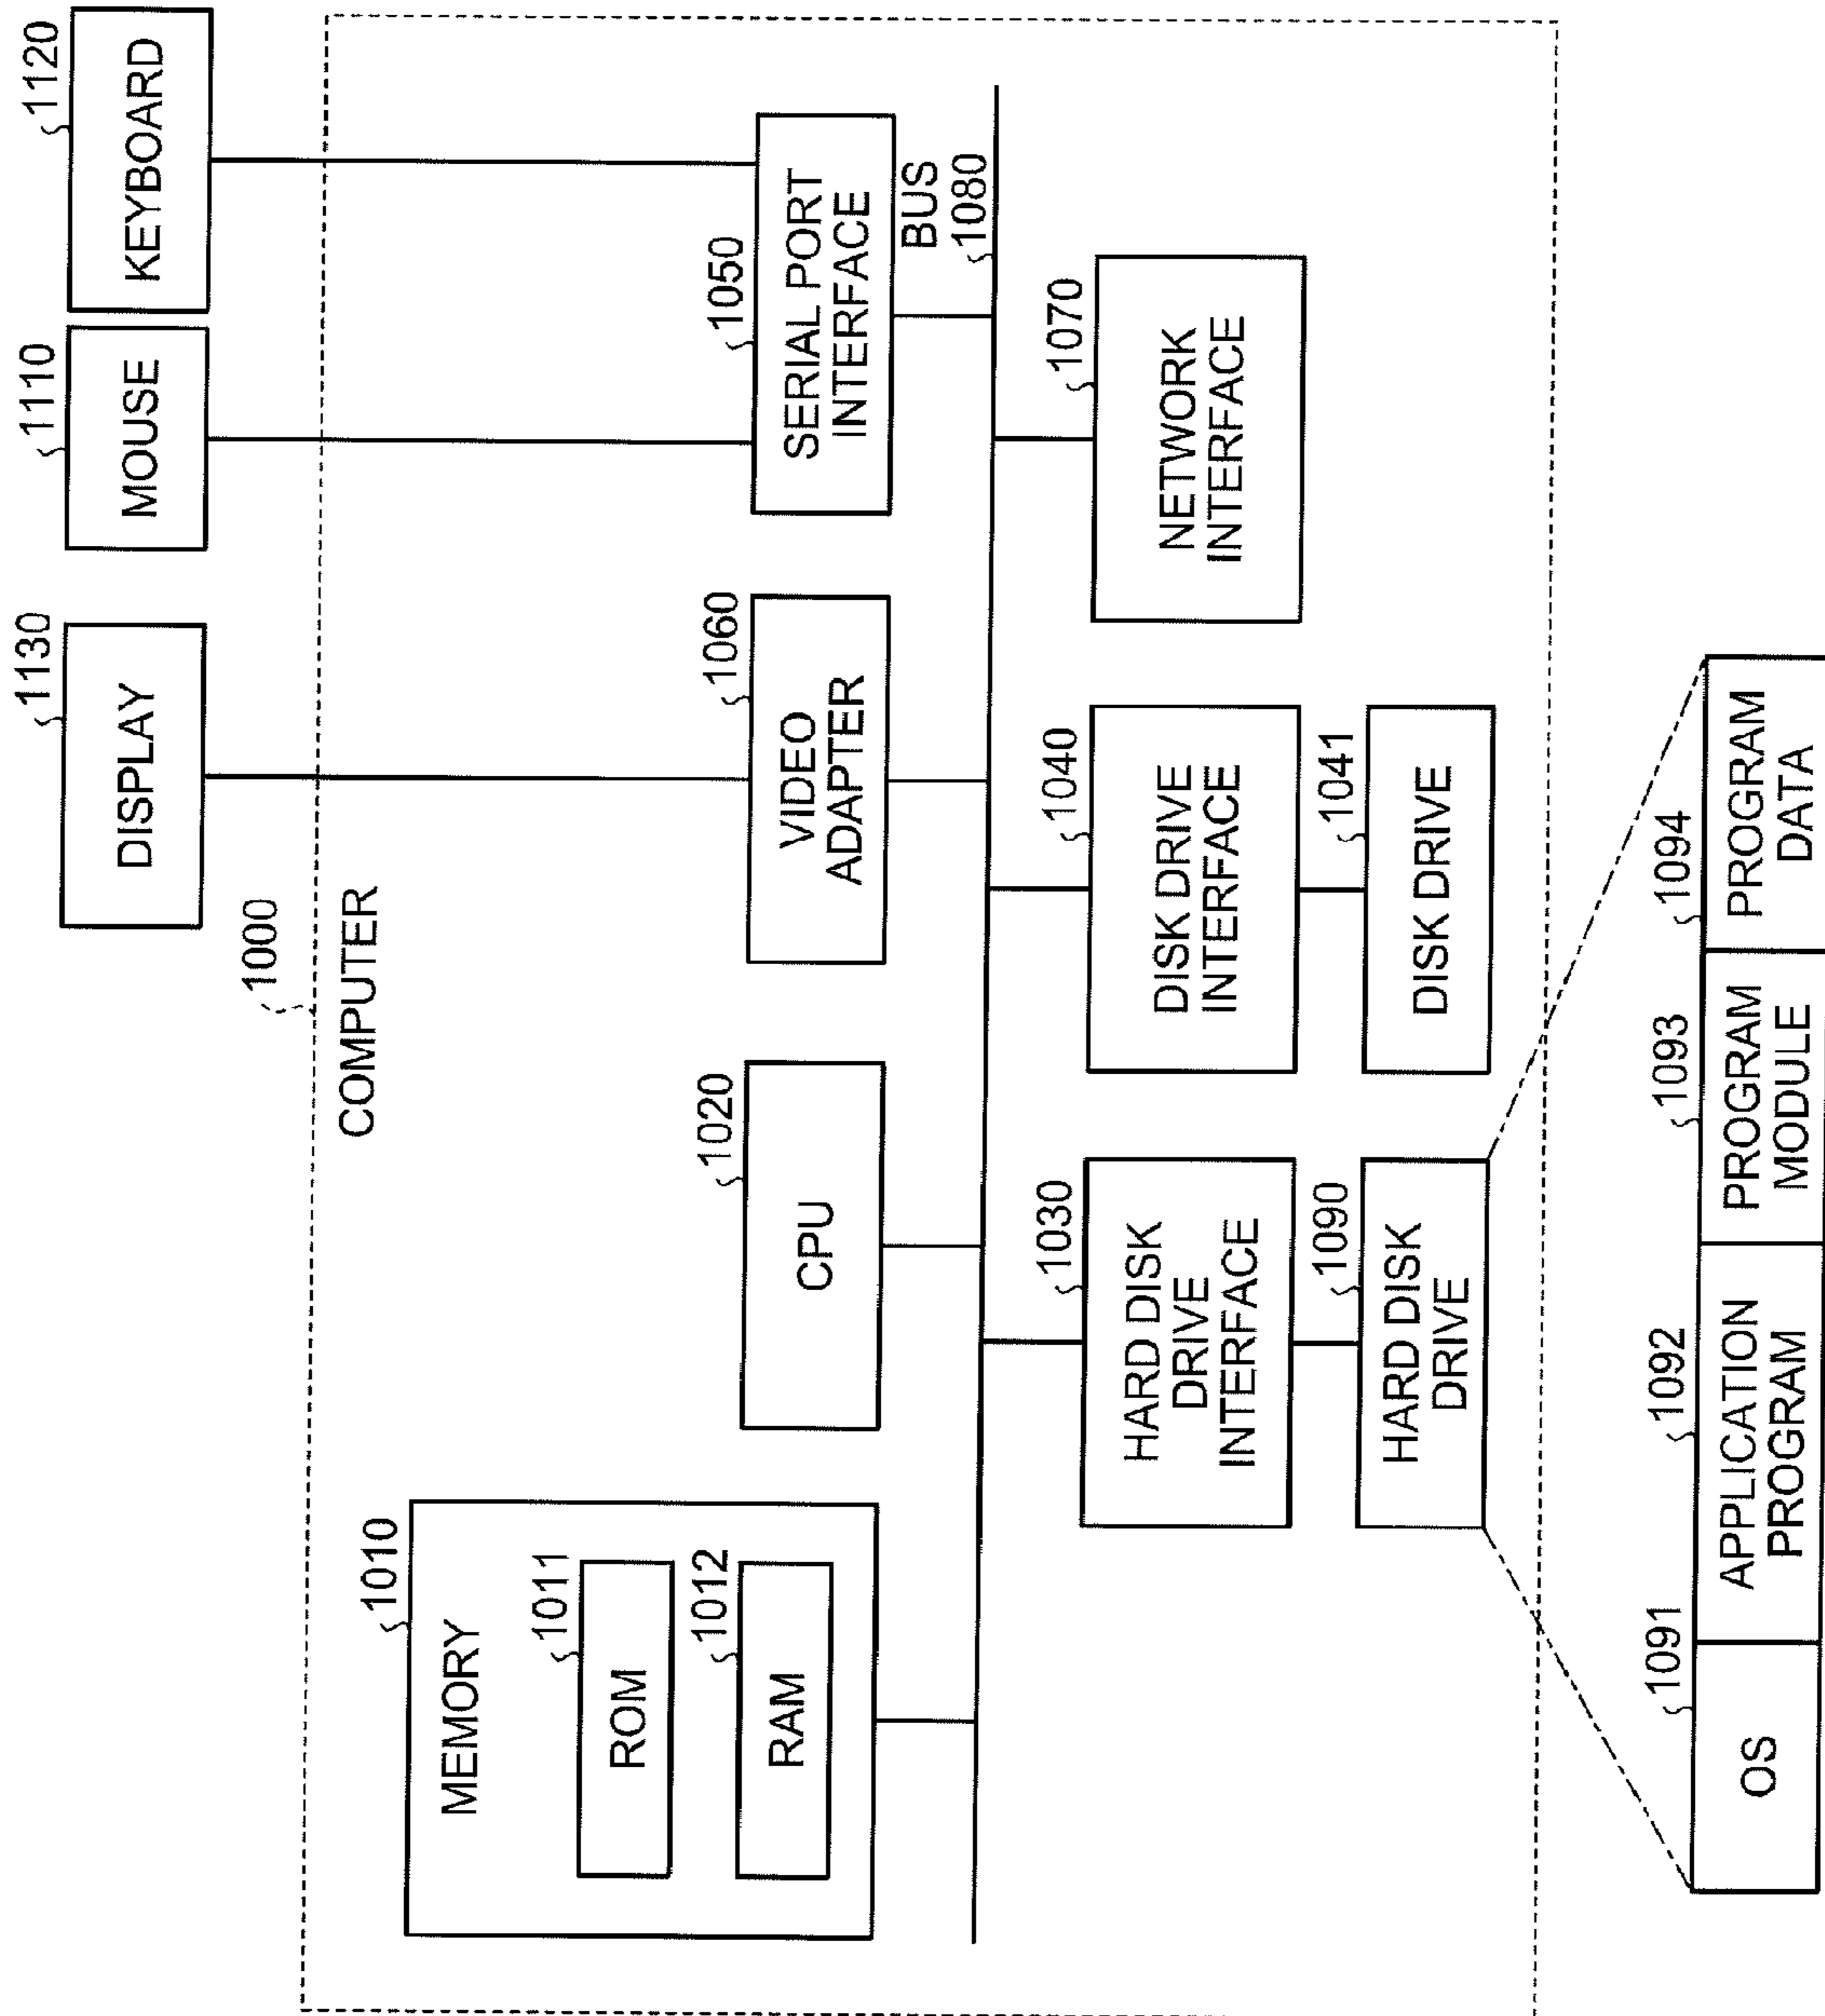 1130
DISPLAY
1110
MOUSE
1120
KEYBOARD
1000
COMPUTER
1010
MEMORY
1011
ROM
1012
RAM
1020
CPU
1060
VIDEO
ADAPTER
1050
SERIAL PORT
INTERFACE
BUS
1080
1030
HARD DISK
DRIVE
INTERFACE
1040
DISK DRIVE
INTERFACE
1070
NETWORK
INTERFACE
1090
HARD DISK
DRIVE
1041
DISK DRIVE
1091
OS
1092
APPLICATION
PROGRAM
1093
PROGRAM
MODULE
1094
PROGRAM
DATA